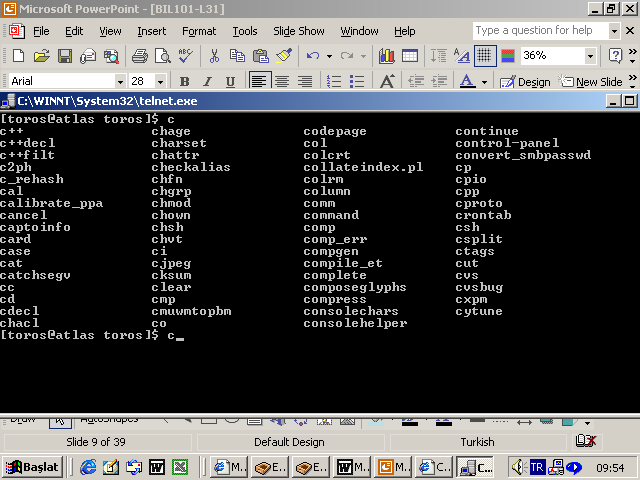 Microsoft PowerPoint - [BIL101-L31]
File Edit View Insert Format Tools Slide Show Window Help Type a question for help
36%
Arial 28 B I U S A Design New Slide
C:\WINNT\System32\telnet.exe
[toros@atlas toros]$ c
c++ chage codepage continue
c++decl charset col control-panel
c++filt chattr colcrt convert_smbpasswd
c2ph checkalias collateindex.pl cp
c_rehash chfn colrm cpio
cal chgrp column cpp
calibrate_ppa chmod comm cproto
cancel chown command crontab
captoinfo chsh comp csh
card chvt comp_err csplit
case ci compgen ctags
cat cjpeg compile_et cut
catchsegv cksum complete cvs
cc clear composeglyphs cvsbug
cd cmp compress cxpm
cdecl cmuwmtopbm consolechars cytune
chacl co consolehelper
[toros@atlas toros]$ c_
Draw AutoShapes
Slide 9 of 39 Default Design Turkish
Başlat M... E... E... M... M... C... C... TR 09:54